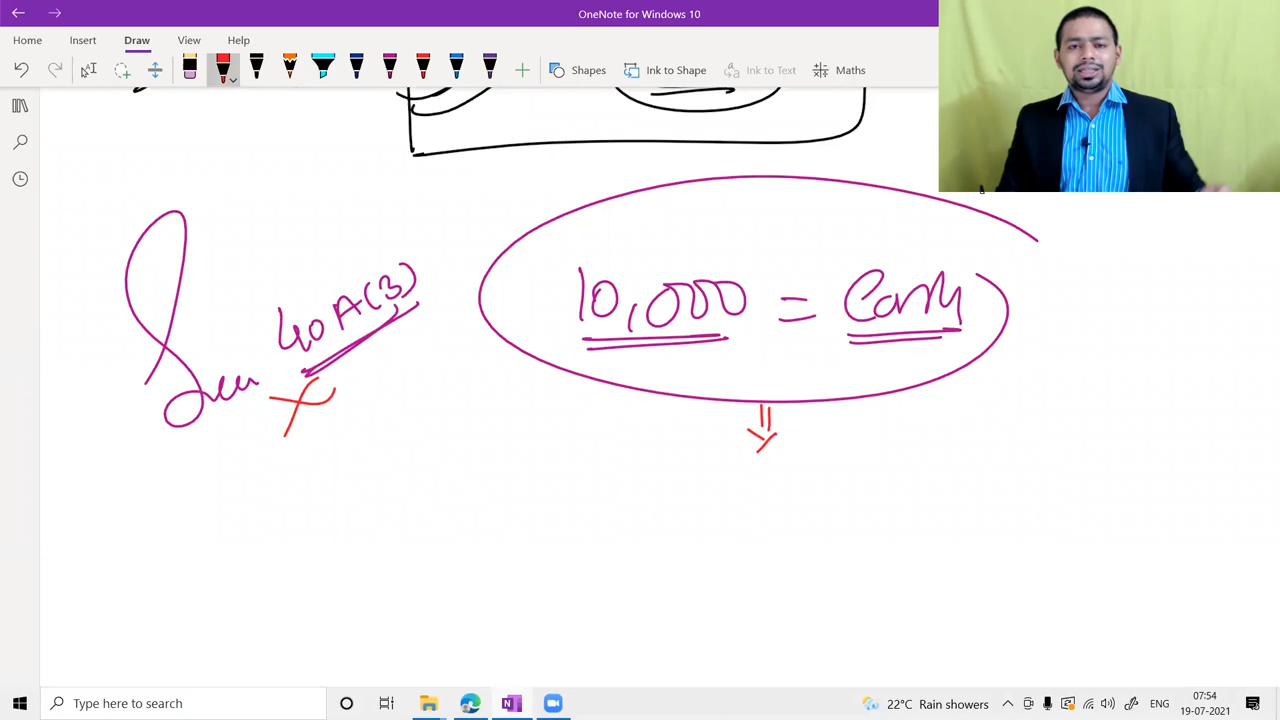 OneNote for Windows 10
Home Insert Draw View Help
Shapes Ink to Shape Ink to Text Maths
40A(3)
10,000 = Cash
Type here to search
22°C Rain showers ENG 07:54
19-07-2021